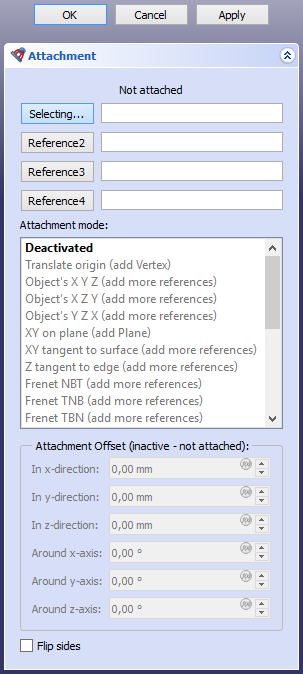 OK Cancel Apply
Attachment
Not attached
Selecting...
Reference2
Reference3
Reference4
Attachment mode:
Deactivated
Translate origin (add Vertex)
Object's X Y Z (add more references)
Object's X Z Y (add more references)
Object's Y Z X (add more references)
XY on plane (add Plane)
XY tangent to surface (add more references)
Z tangent to edge (add more references)
Frenet NBT (add more references)
Frenet TNB (add more references)
Frenet TBN (add more references)
Attachment Offset (inactive - not attached):
In x-direction: 0,00 mm
In y-direction: 0,00 mm
In z-direction: 0,00 mm
Around x-axis: 0,00 °
Around y-axis: 0,00 °
Around z-axis: 0,00 °
Flip sides